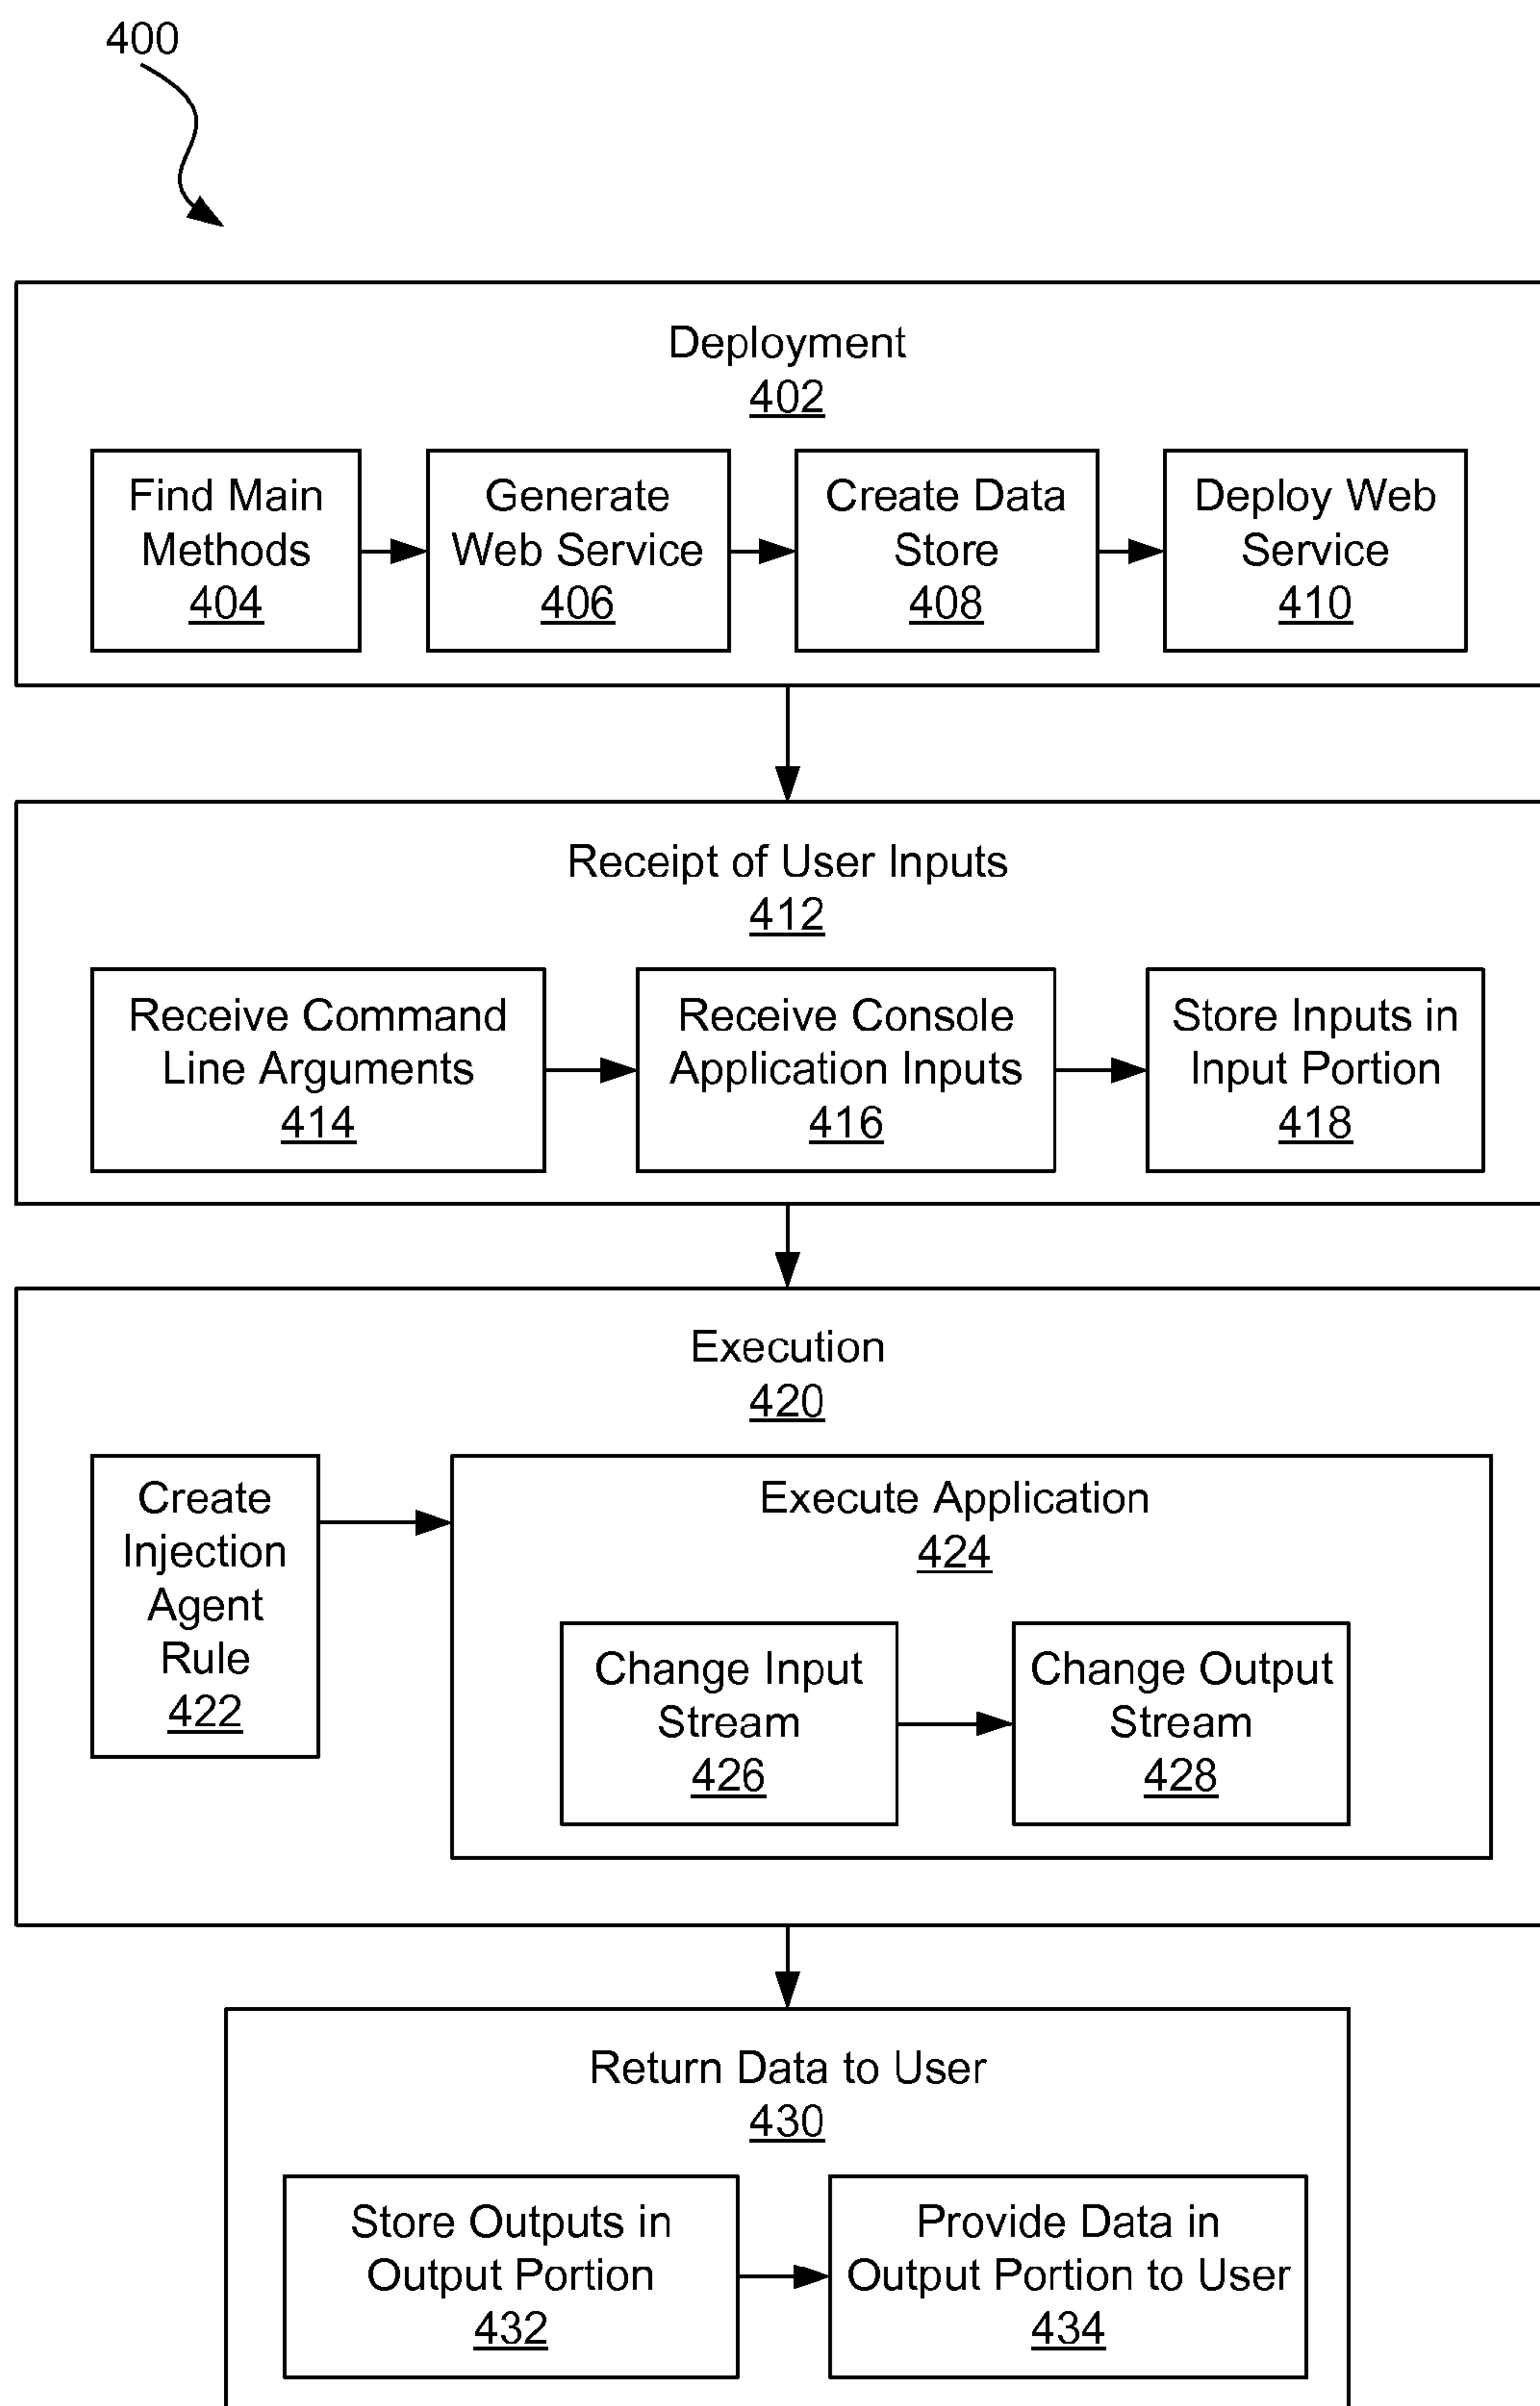 400
Deployment
402
Find Main
Methods
404
Generate
Web Service
406
Create Data
Store
408
Deploy Web
Service
410
Receipt of User Inputs
412
Receive Command
Line Arguments
414
Receive Console
Application Inputs
416
Store Inputs in
Input Portion
418
Execution
420
Create
Injection
Agent
Rule
422
Execute Application
424
Change Input
Stream
426
Change Output
Stream
428
Return Data to User
430
Store Outputs in
Output Portion
432
Provide Data in
Output Portion to User
434